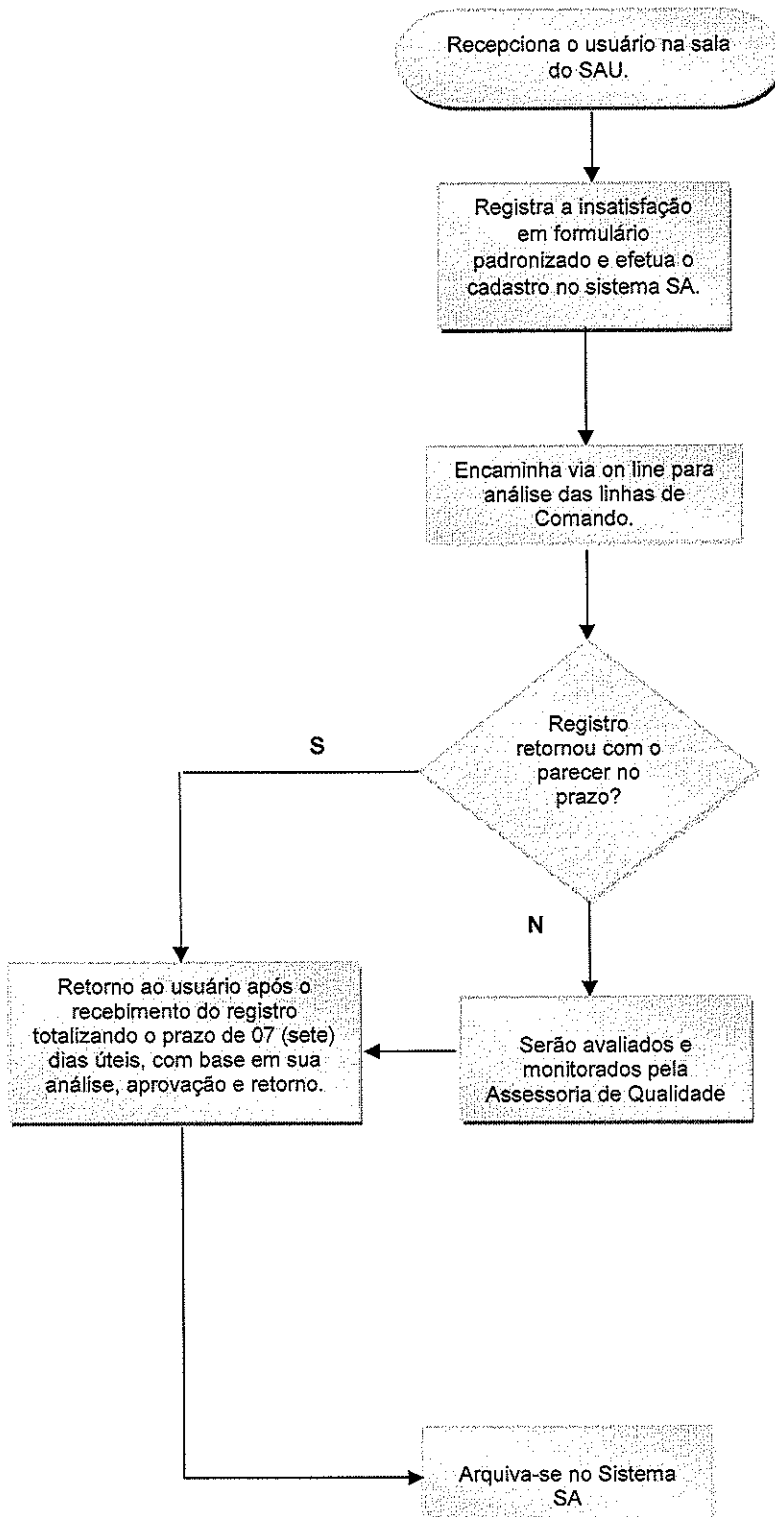 Recepciona o usuário na sala
do SAU.
Registra a insatisfação
em formulário
padronizado e efetua o
cadastro no sistema SA.
Encaminha via on line para
análise das linhas de
Comando.
Registro
retornou com o
parecer no
prazo?
S
N
Retorno ao usuário após o
recebimento do registro
totalizando o prazo de 07 (sete)
dias úteis, com base em sua
análise, aprovação e retorno.
Serão avaliados e
monitorados pela
Assessoria de Qualidade
Arquiva-se no Sistema
SA